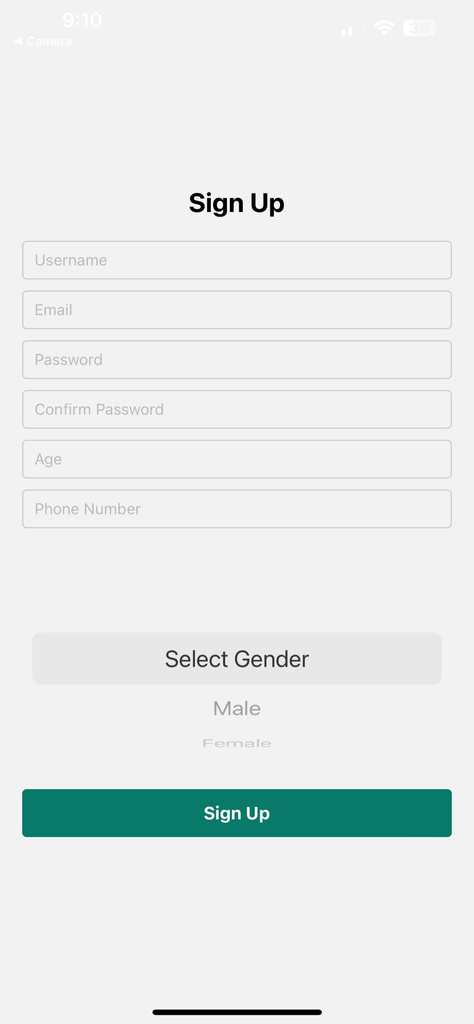 9:10
◀ Camera
Sign Up
Username
Email
Password
Confirm Password
Age
Phone Number
Select Gender
Male
Female
Sign Up